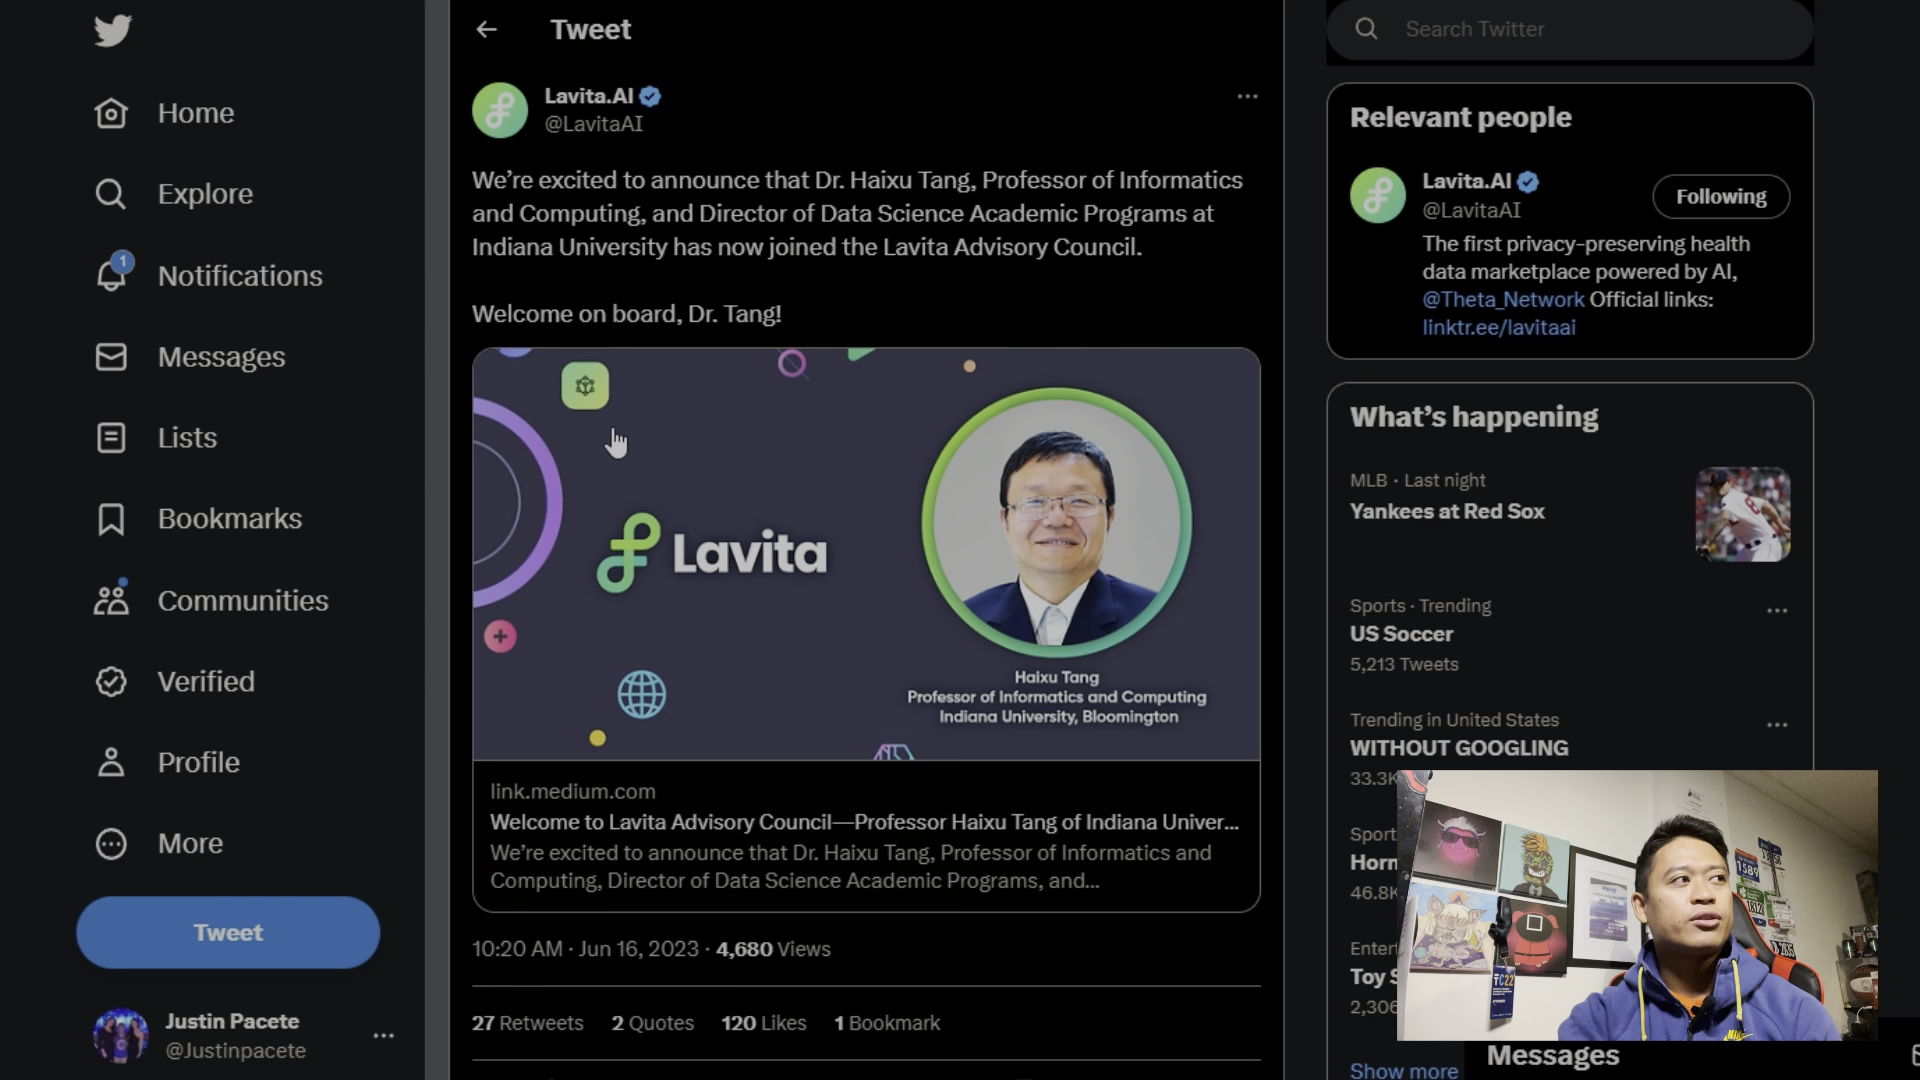 Home
Explore
1
Notifications
Messages
Lists
Bookmarks
Communities
Verified
Profile
More
Tweet
Justin Pacete
@Justinpacete
Tweet
Lavita.AI
@LavitaAI
We're excited to announce that Dr. Haixu Tang, Professor of Informatics
and Computing, and Director of Data Science Academic Programs at
Indiana University has now joined the Lavita Advisory Council.
Welcome on board, Dr. Tang!
Lavita
Haixu Tang
Professor of Informatics and Computing
Indiana University, Bloomington
link.medium.com
Welcome to Lavita Advisory Council—Professor Haixu Tang of Indiana Univer...
We're excited to announce that Dr. Haixu Tang, Professor of Informatics and
Computing, Director of Data Science Academic Programs, and...
10:20 AM · Jun 16, 2023 · 4,680 Views
27 Retweets 2 Quotes 120 Likes 1 Bookmark
Search Twitter
Relevant people
Lavita.AI
@LavitaAI
Following
The first privacy-preserving health
data marketplace powered by AI,
@Theta_Network Official links:
linktr.ee/lavitaai
What's happening
MLB · Last night
Yankees at Red Sox
Sports · Trending
US Soccer
5,213 Tweets
Trending in United States
WITHOUT GOOGLING
33.3K
Sport
Horn
46.8K
Entert
Toy S
2,306
Show more
1589
TC22
Messages